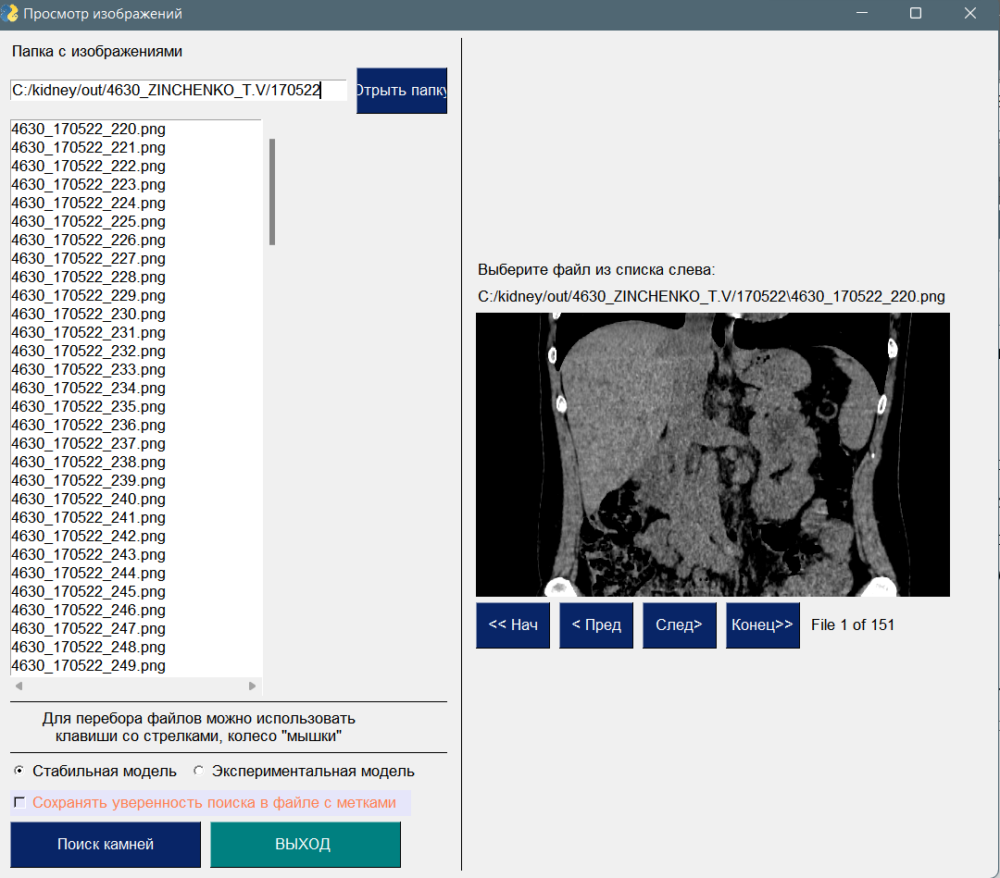 Просмотр изображений
Папка с изображениями
C:/kidney/out/4630_ZINCHENKO_T.V/170522
Отрыть папку
4630_170522_220.png
4630_170522_221.png
4630_170522_222.png
4630_170522_223.png
4630_170522_224.png
4630_170522_225.png
4630_170522_226.png
4630_170522_227.png
4630_170522_228.png
4630_170522_229.png
4630_170522_230.png
4630_170522_231.png
4630_170522_232.png
4630_170522_233.png
4630_170522_234.png
4630_170522_235.png
4630_170522_236.png
4630_170522_237.png
4630_170522_238.png
4630_170522_239.png
4630_170522_240.png
4630_170522_241.png
4630_170522_242.png
4630_170522_243.png
4630_170522_244.png
4630_170522_245.png
4630_170522_246.png
4630_170522_247.png
4630_170522_248.png
4630_170522_249.png
Для перебора файлов можно использовать
клавиши со стрелками, колесо "мышки"
Стабильная модель Экспериментальная модель
Сохранять уверенность поиска в файле с метками
Поиск камней ВЫХОД
Выберите файл из списка слева:
C:/kidney/out/4630_ZINCHENKO_T.V/170522\4630_170522_220.png
<< Нач < Пред След> Конец>> File 1 of 151